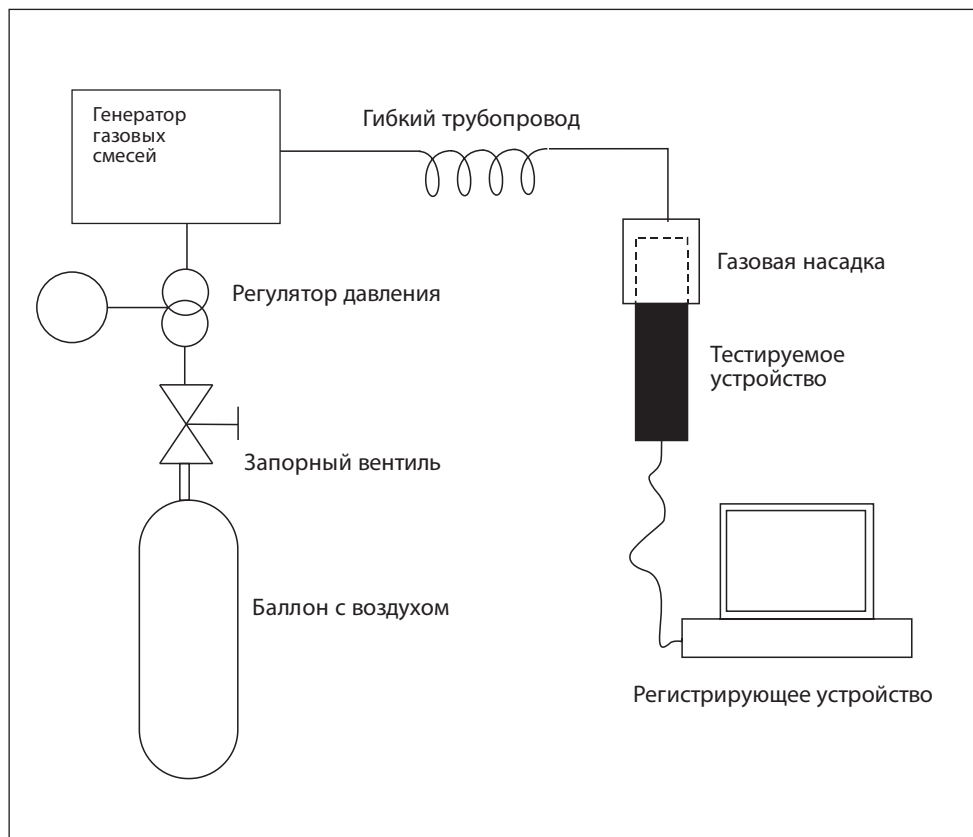 Генератор
газовых
смесей
Гибкий трубопровод
Газовая насадка
Регулятор давления
Тестируемое
устройство
Запорный вентиль
Баллон с воздухом
Регистрирующее устройство